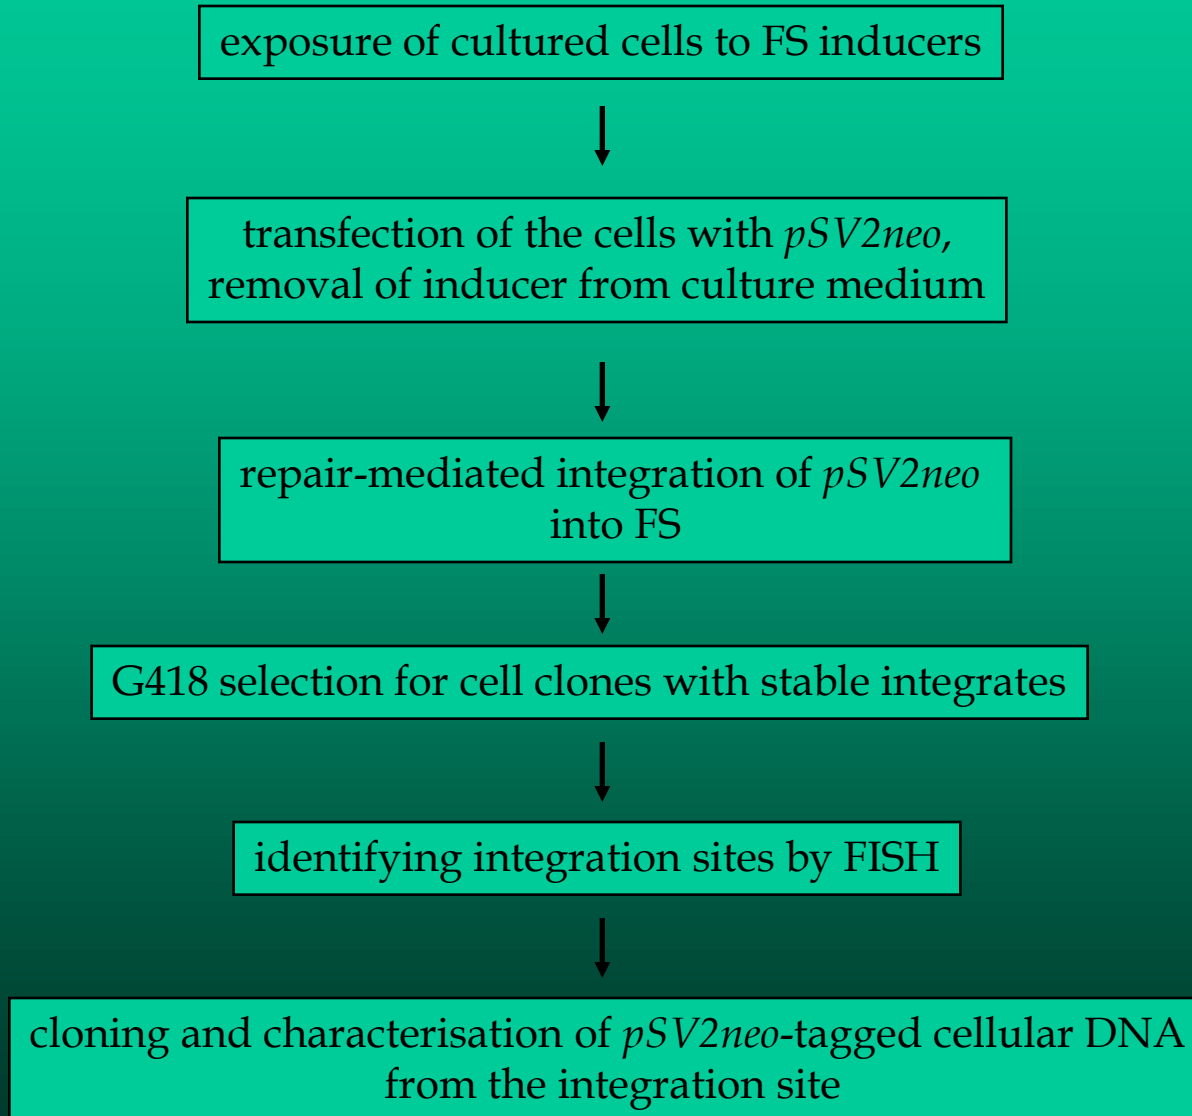 exposure of cultured cells to FS inducers
transfection of the cells with pSV2neo,
removal of inducer from culture medium
repair-mediated integration of pSV2neo
into FS
G418 selection for cell clones with stable integrates
identifying integration sites by FISH
cloning and characterisation of pSV2neo-tagged cellular DNA
from the integration site